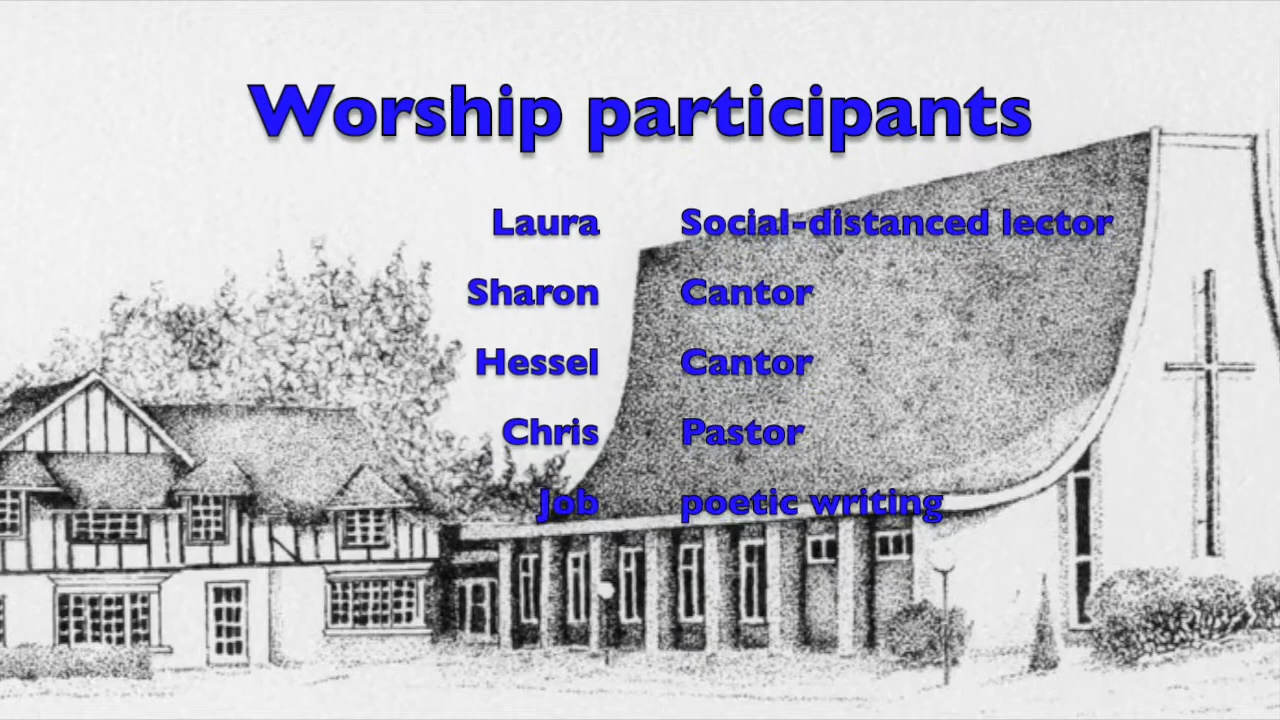 Worship participants
Laura Social-distanced lector
Sharon Cantor
Hessel Cantor
Chris Pastor
Job poetic writing